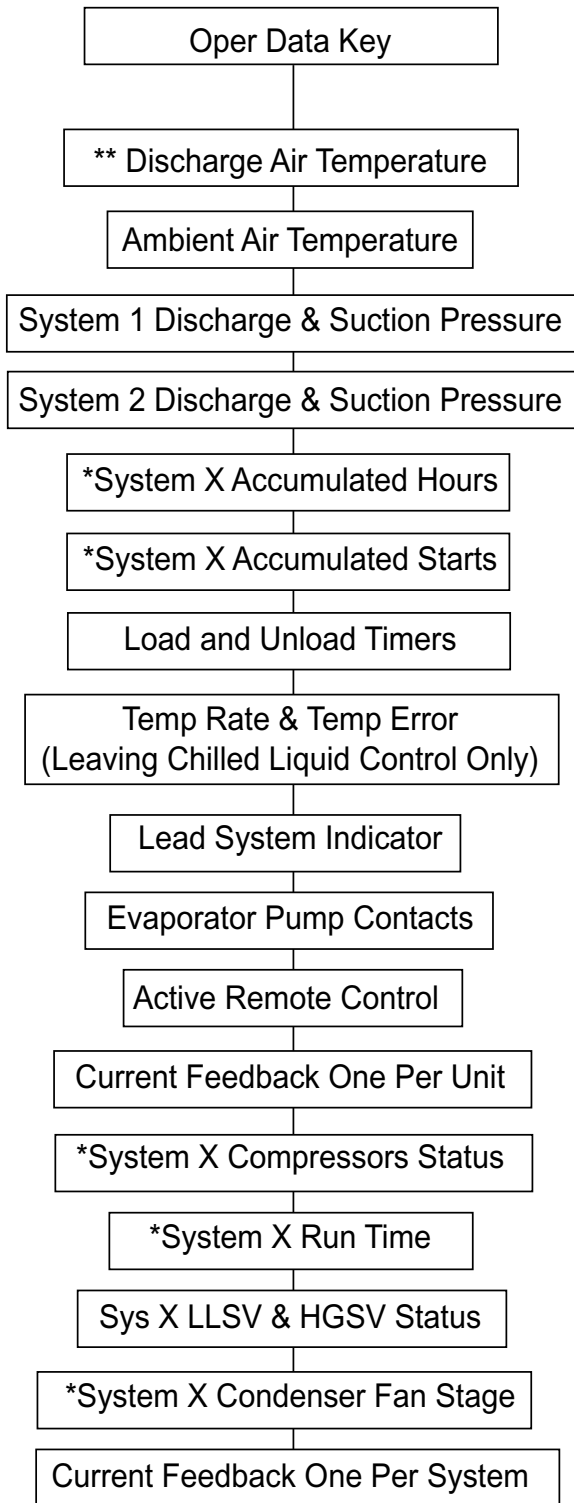 Oper Data Key
** Discharge Air Temperature
Ambient Air Temperature
System 1 Discharge & Suction Pressure
System 2 Discharge & Suction Pressure
*System X Accumulated Hours
*System X Accumulated Starts
Load and Unload Timers
Temp Rate & Temp Error
(Leaving Chilled Liquid Control Only)
Lead System Indicator
Evaporator Pump Contacts
Active Remote Control
Current Feedback One Per Unit
*System X Compressors Status
*System X Run Time
Sys X LLSV & HGSV Status
*System X Condenser Fan Stage
Current Feedback One Per System